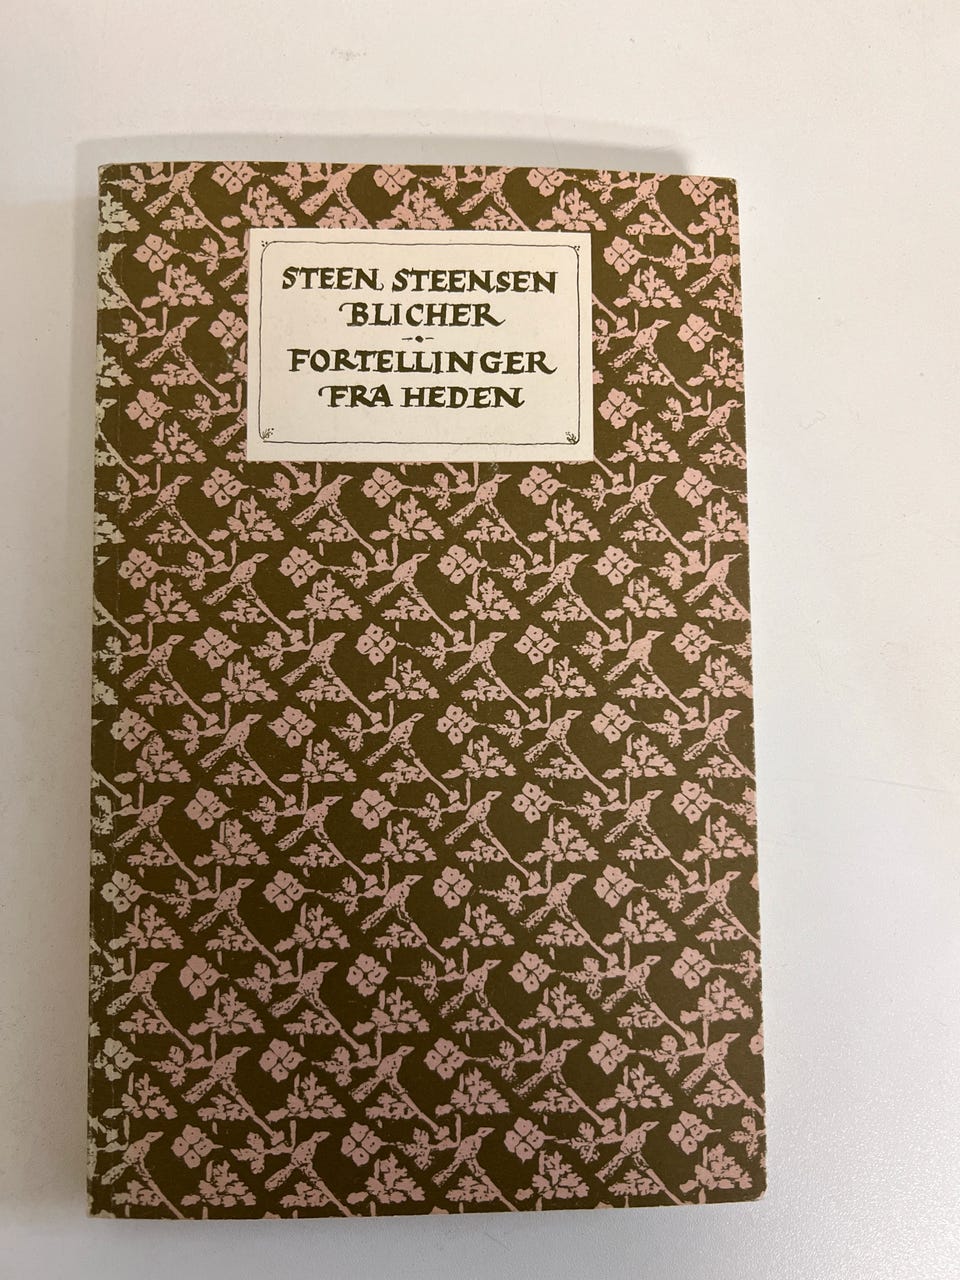 STEEN STEENSEN
BLICHER
FORTELLINGER
FRA HEDEN